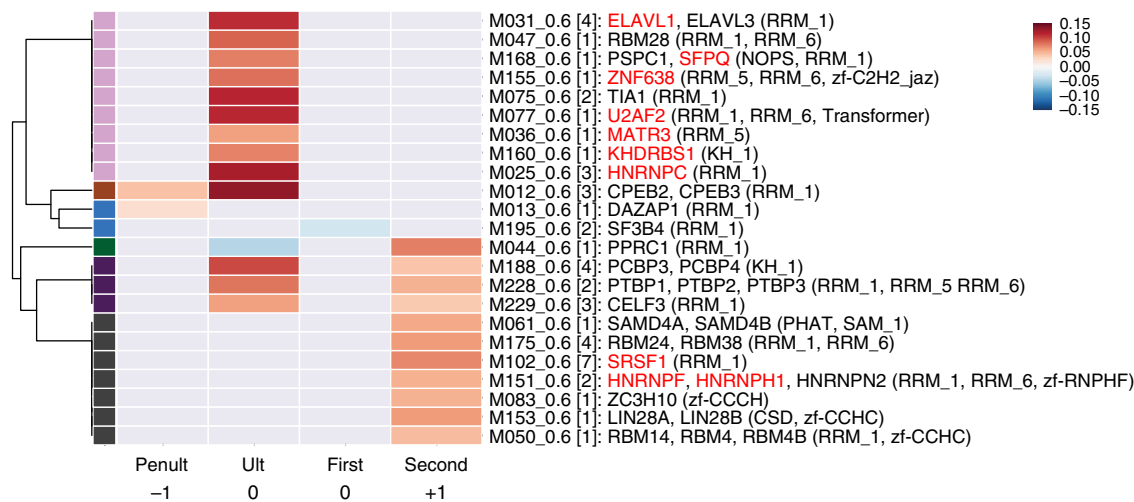 M031_0.6 [4]: ELAVL1, ELAVL3 (RRM_1)
M047_0.6 [1]: RBM28 (RRM_1, RRM_6)
M168_0.6 [1]: PSPC1, SFPQ (NOPS, RRM_1)
M155_0.6 [1]: ZNF638 (RRM_5, RRM_6, zf-C2H2_jaz)
M075_0.6 [2]: TIA1 (RRM_1)
M077_0.6 [1]: U2AF2 (RRM_1, RRM_6, Transformer)
M036_0.6 [1]: MATR3 (RRM_5)
M160_0.6 [1]: KHDRBS1 (KH_1)
M025_0.6 [3]: HNRNPC (RRM_1)
M012_0.6 [3]: CPEB2, CPEB3 (RRM_1)
M013_0.6 [1]: DAZAP1 (RRM_1)
M195_0.6 [2]: SF3B4 (RRM_1)
M044_0.6 [1]: PPRC1 (RRM_1)
M188_0.6 [4]: PCBP3, PCBP4 (KH_1)
M228_0.6 [2]: PTBP1, PTBP2, PTBP3 (RRM_1, RRM_5 RRM_6)
M229_0.6 [3]: CELF3 (RRM_1)
M061_0.6 [1]: SAMD4A, SAMD4B (PHAT, SAM_1)
M175_0.6 [4]: RBM24, RBM38 (RRM_1, RRM_6)
M102_0.6 [7]: SRSF1 (RRM_1)
M151_0.6 [2]: HNRNPF, HNRNPH1, HNRNPN2 (RRM_1, RRM_6, zf-RNPHF)
M083_0.6 [1]: ZC3H10 (zf-CCCH)
M153_0.6 [1]: LIN28A, LIN28B (CSD, zf-CCHC)
M050_0.6 [1]: RBM14, RBM4, RBM4B (RRM_1, zf-CCHC)
0.15
0.10
0.05
0.00
−0.05
−0.10
−0.15
Penult Ult First Second
−1 0 0 +1